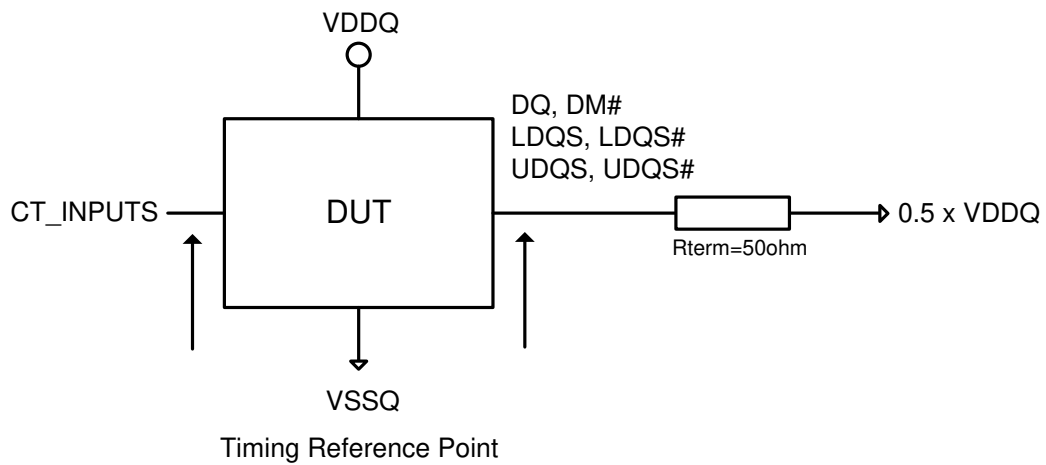 VDDQ
DQ, DM#
LDQS, LDQS#
UDQS, UDQS#
CT_INPUTS
DUT
0.5 x VDDQ
Rterm=50ohm
VSSQ
Timing Reference Point